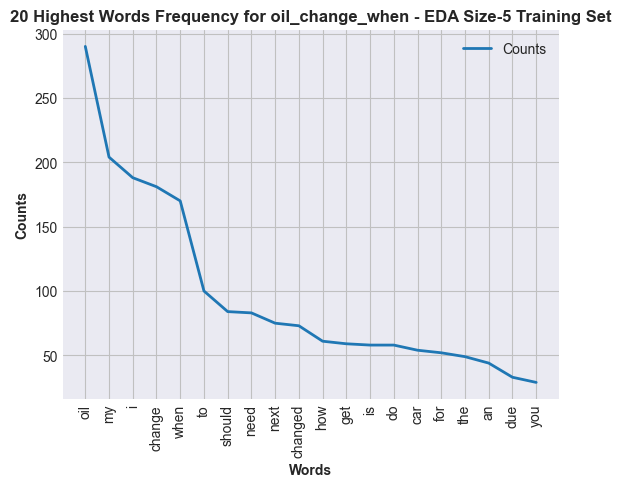 20 Highest Words Frequency for oil_change_when - EDA Size-5 Training Set
Counts
300
250
200
150
100
50
Counts
oil
my
i
change
when
to
should
need
next
changed
how
get
is
do
car
for
the
an
due
you
Words